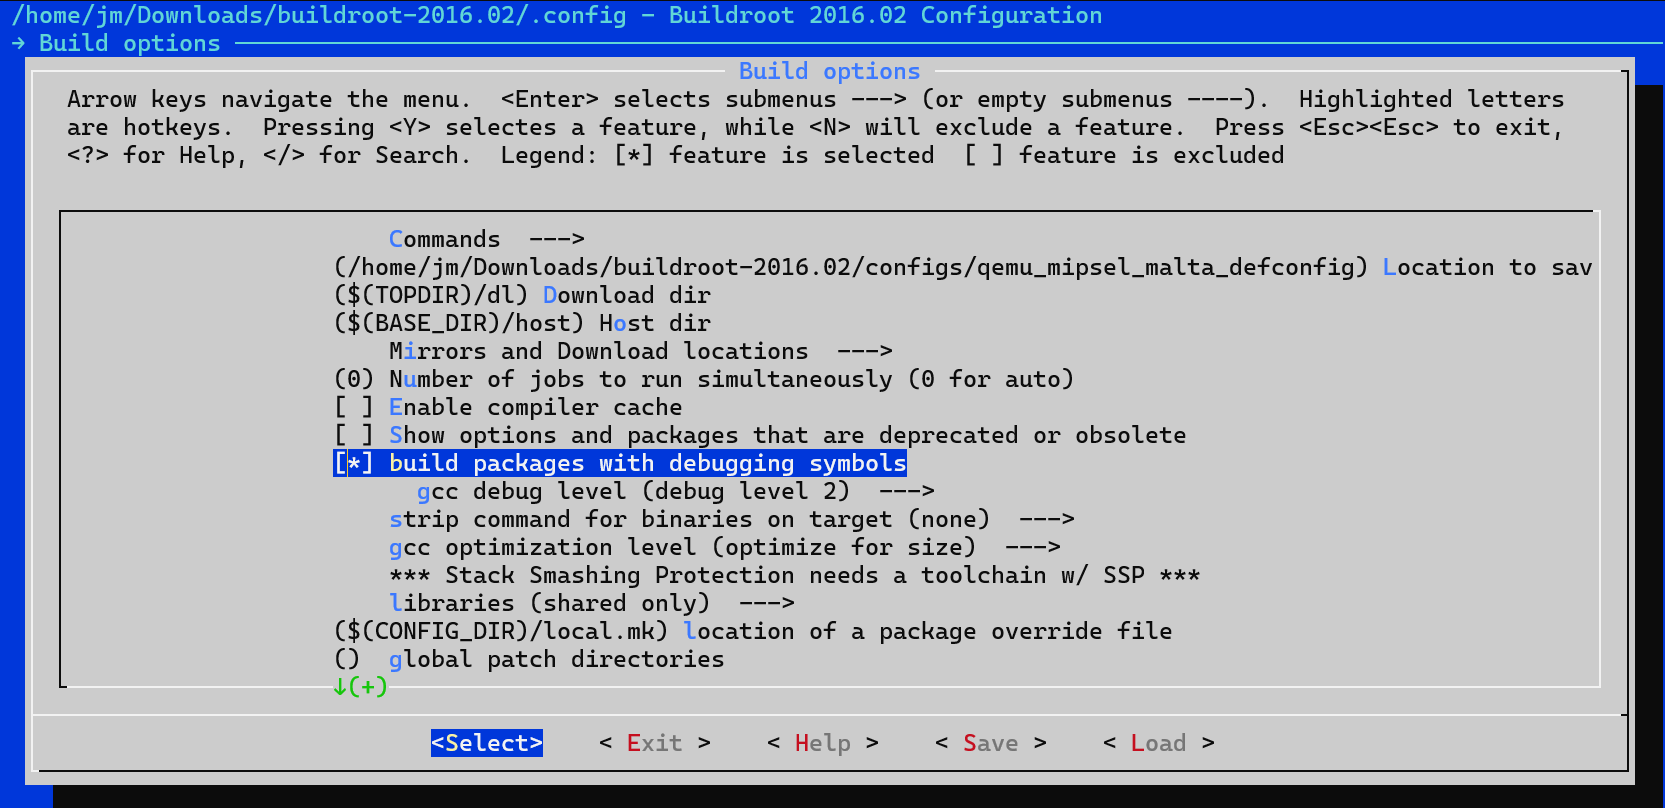 /home/jm/Downloads/buildroot-2016.02/.config - Buildroot 2016.02 Configuration
→ Build options
Build options
Arrow keys navigate the menu.  <Enter> selects submenus ---> (or empty submenus ----).  Highlighted letters
are hotkeys.  Pressing <Y> selectes a feature, while <N> will exclude a feature.  Press <Esc><Esc> to exit,
<?> for Help, </> for Search.  Legend: [*] feature is selected  [ ] feature is excluded
Commands  --->
(/home/jm/Downloads/buildroot-2016.02/configs/qemu_mipsel_malta_defconfig) Location to sav
($(TOPDIR)/dl) Download dir
($(BASE_DIR)/host) Host dir
Mirrors and Download locations  --->
(0) Number of jobs to run simultaneously (0 for auto)
[ ] Enable compiler cache
[ ] Show options and packages that are deprecated or obsolete
[*] build packages with debugging symbols
gcc debug level (debug level 2)  --->
strip command for binaries on target (none)  --->
gcc optimization level (optimize for size)  --->
*** Stack Smashing Protection needs a toolchain w/ SSP ***
libraries (shared only)  --->
($(CONFIG_DIR)/local.mk) location of a package override file
()  global patch directories
↓(+)
<Select>    < Exit >    < Help >    < Save >    < Load >